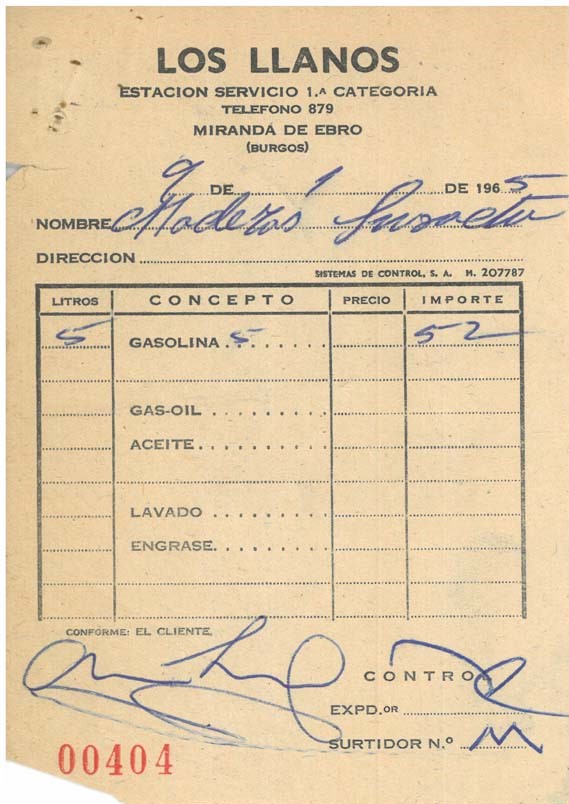 LOS LLANOS
ESTACION SERVICIO 1.ᴬ CATEGORIA
TELEFONO 879
MIRANDA DE EBRO
(BURGOS)
9 DE 1 DE 1965
NOMBRE Maderas
DIRECCION
SISTEMAS DE CONTROL, S. A. M. 207787
LITROS CONCEPTO PRECIO IMPORTE
5 GASOLINA 5 52
GAS-OIL
ACEITE
LAVADO
ENGRASE
CONFORME: EL CLIENTE,
CONTROL
EXPD.OR
SURTIDOR N.º
00404